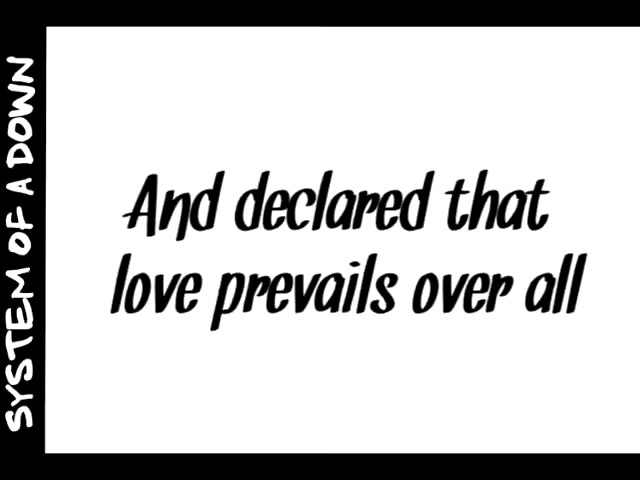 SYSTEM OF A DOWN
And declared that
love prevails over all